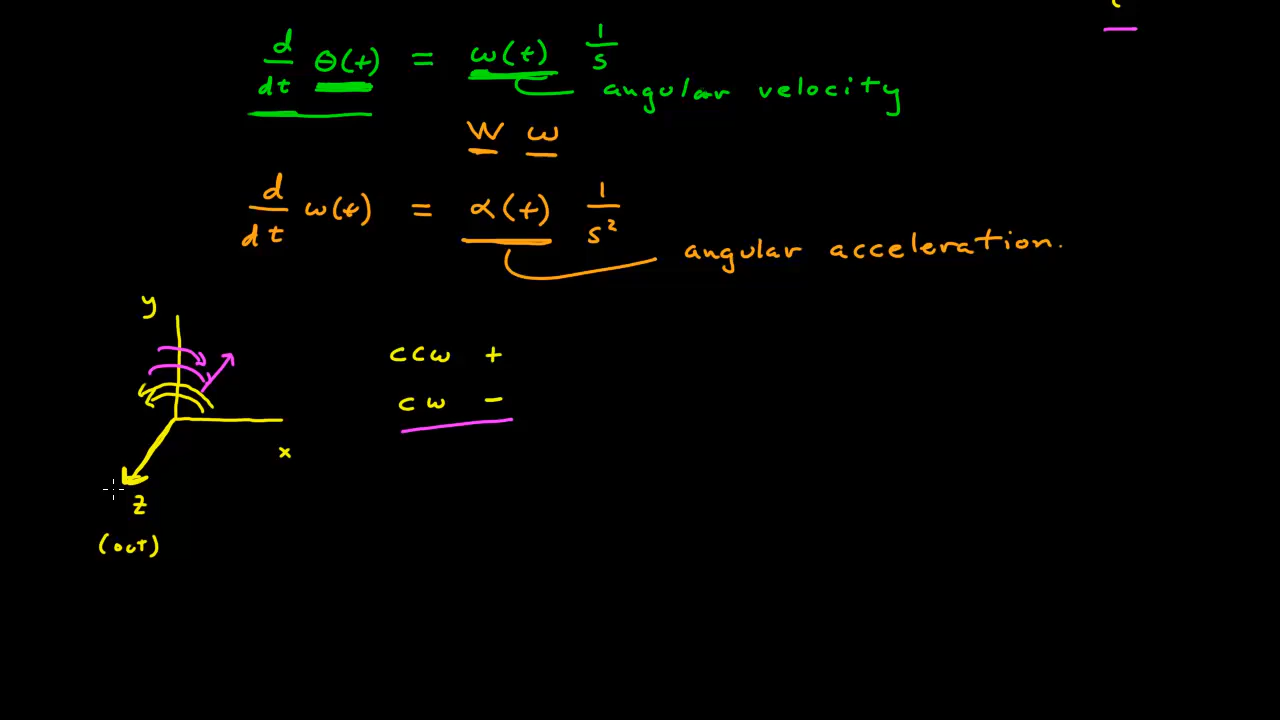 d/dt θ(t) = ω(t) 1/s
angular velocity
W ω
d/dt ω(t) = α(t) 1/s²
angular acceleration.
y
ccw +
cw -
x
z
(out)